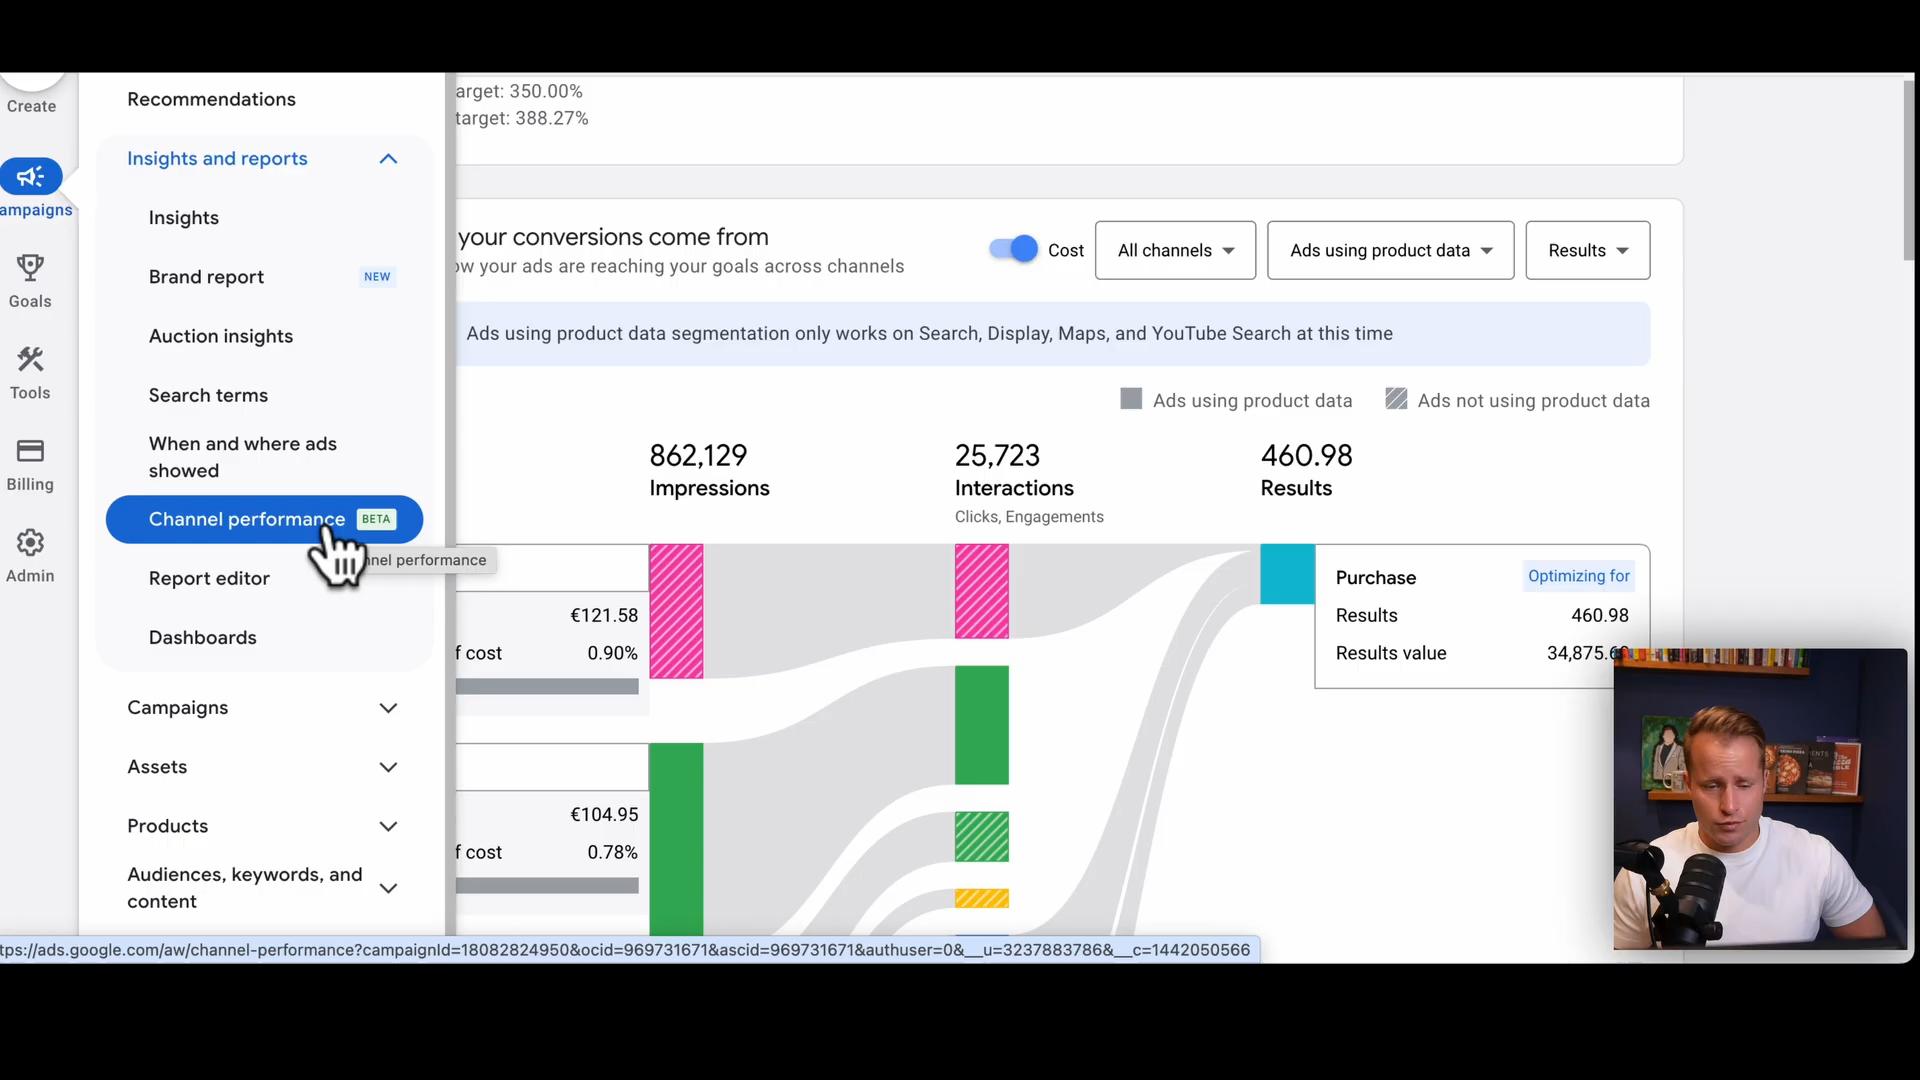 Create
ampaigns
Goals
Tools
Billing
Admin
Recommendations
Insights and reports
Insights
Brand report NEW
Auction insights
Search terms
When and where ads
showed
Channel performance BETA
nnel performance
Report editor
Dashboards
Campaigns
Assets
Products
Audiences, keywords, and
content
arget: 350.00%
target: 388.27%
your conversions come from
ow your ads are reaching your goals across channels
Cost
All channels
Ads using product data
Results
Ads using product data segmentation only works on Search, Display, Maps, and YouTube Search at this time
Ads using product data
Ads not using product data
862,129
Impressions
25,723
Interactions
Clicks, Engagements
460.98
Results
€121.58
f cost 0.90%
€104.95
f cost 0.78%
Purchase Optimizing for
Results 460.98
Results value 34,875.6
tps://ads.google.com/aw/channel-performance?campaignId=18082824950&ocid=969731671&ascid=969731671&authuser=0&__u=3237883786&__c=1442050566